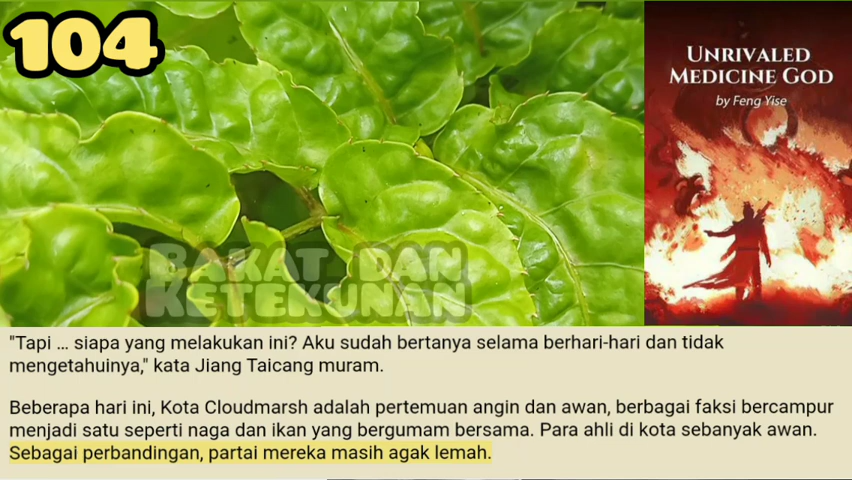 104
UNRIVALED
MEDICINE GOD
by Feng Yise
BAKAT DAN
KETEKUNAN
"Tapi ... siapa yang melakukan ini? Aku sudah bertanya selama berhari-hari dan tidak
mengetahuinya," kata Jiang Taicang muram.
Beberapa hari ini, Kota Cloudmarsh adalah pertemuan angin dan awan, berbagai faksi bercampur
menjadi satu seperti naga dan ikan yang bergumam bersama. Para ahli di kota sebanyak awan.
Sebagai perbandingan, partai mereka masih agak lemah.